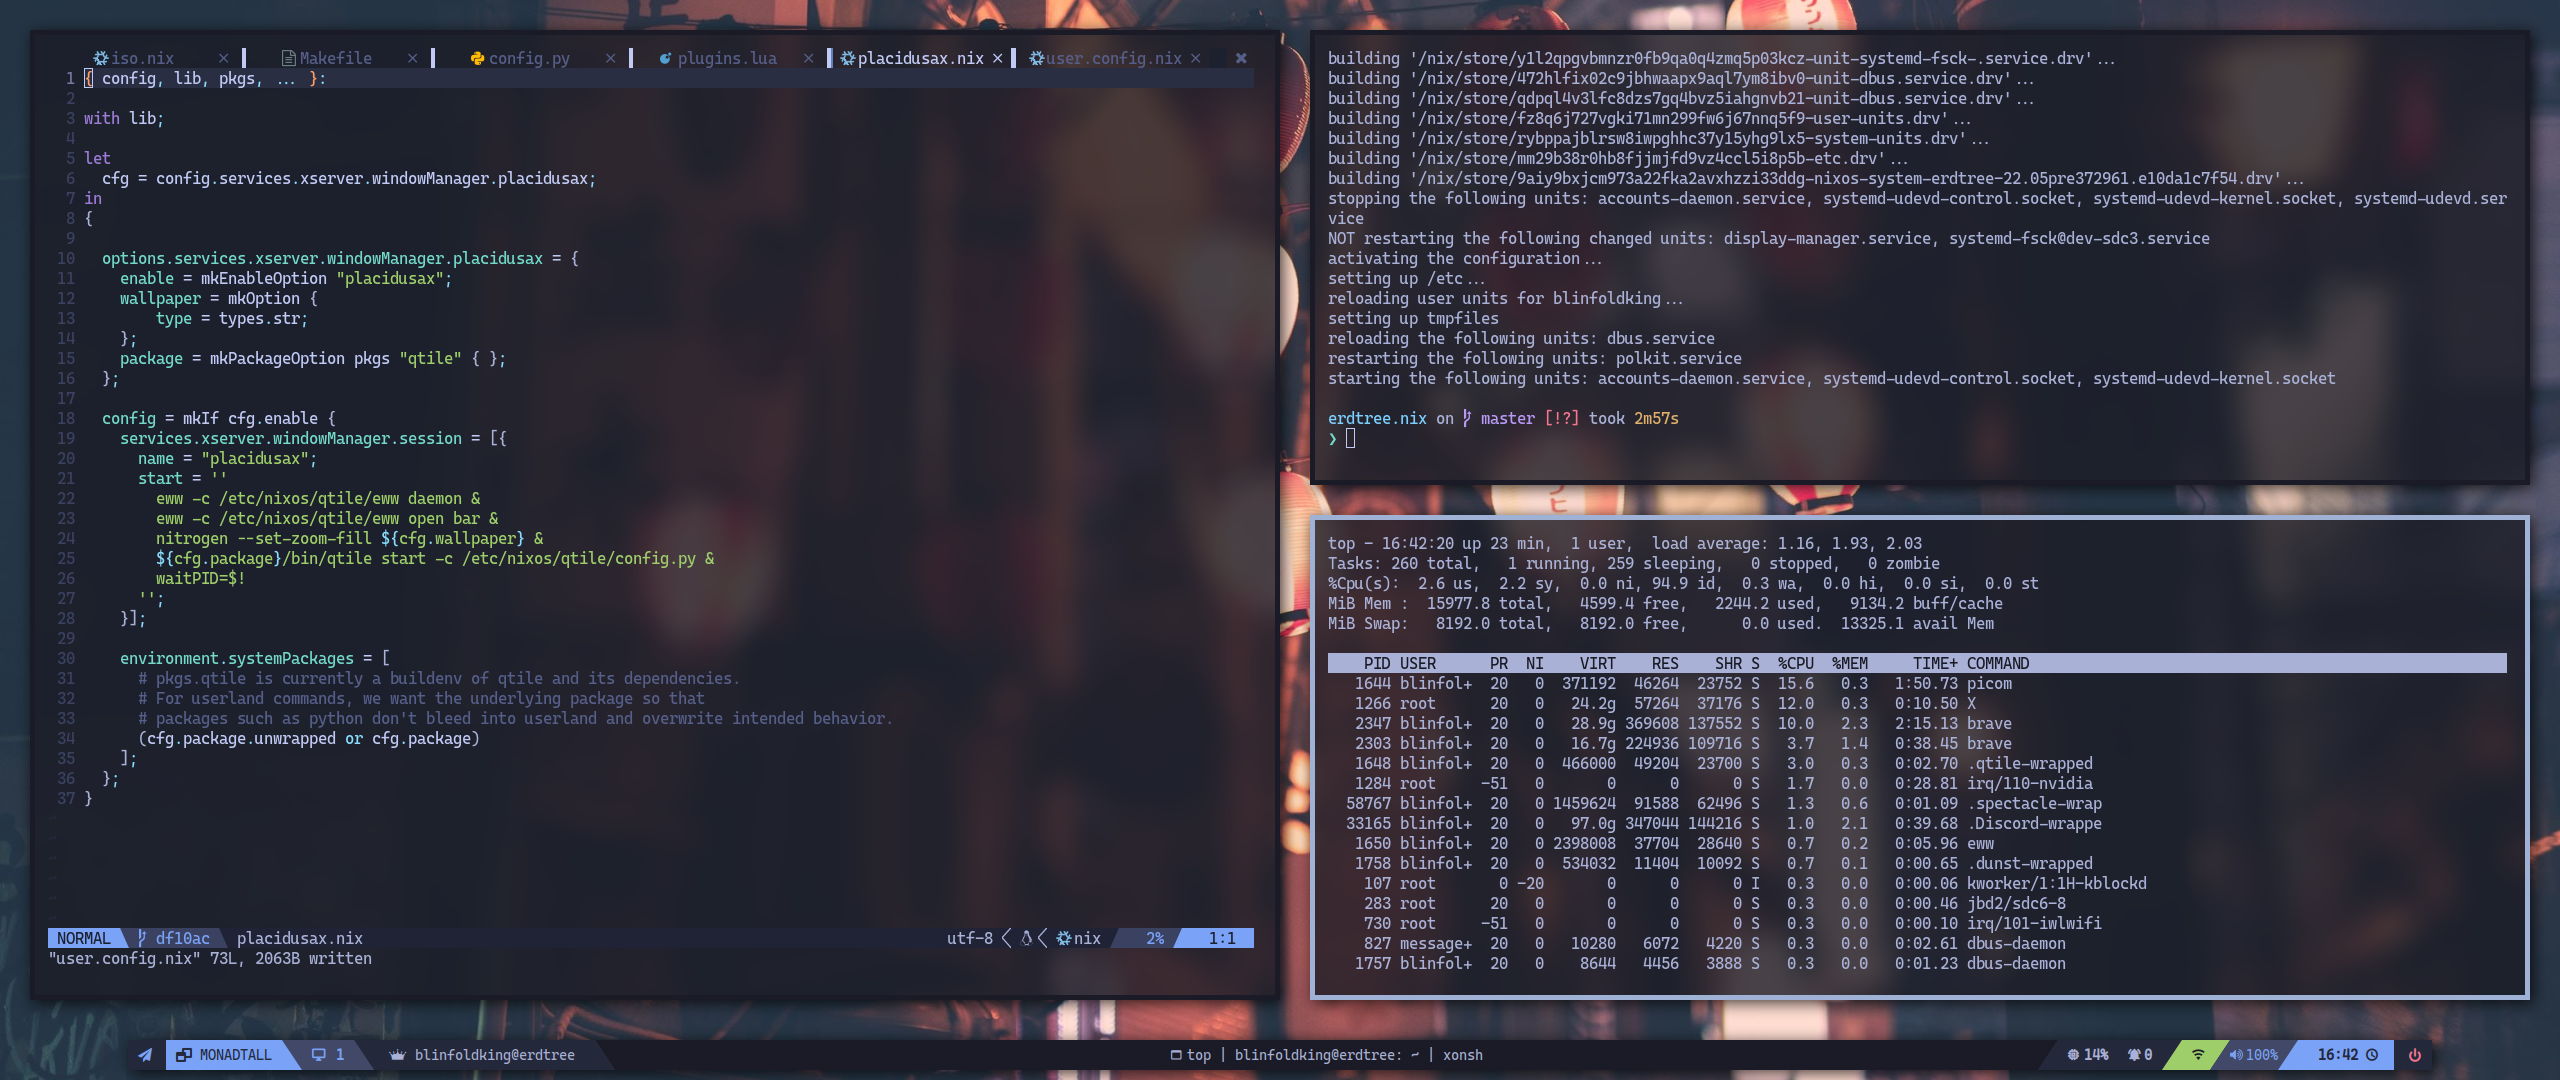 iso.nix × Makefile × config.py × plugins.lua × placidusax.nix × user.config.nix ×
1 { config, lib, pkgs, ... }:
2
3 with lib;
4
5 let
6 cfg = config.services.xserver.windowManager.placidusax;
7 in
8 {
9
10 options.services.xserver.windowManager.placidusax = {
11 enable = mkEnableOption "placidusax";
12 wallpaper = mkOption {
13 type = types.str;
14 };
15 package = mkPackageOption pkgs "qtile" { };
16 };
17
18 config = mkIf cfg.enable {
19 services.xserver.windowManager.session = [{
20 name = "placidusax";
21 start = ''
22 eww -c /etc/nixos/qtile/eww daemon &
23 eww -c /etc/nixos/qtile/eww open bar &
24 nitrogen --set-zoom-fill ${cfg.wallpaper} &
25 ${cfg.package}/bin/qtile start -c /etc/nixos/qtile/config.py &
26 waitPID=$!
27 '';
28 }];
29
30 environment.systemPackages = [
31 # pkgs.qtile is currently a buildenv of qtile and its dependencies.
32 # For userland commands, we want the underlying package so that
33 # packages such as python don't bleed into userland and overwrite intended behavior.
34 (cfg.package.unwrapped or cfg.package)
35 ];
36 };
37 }
~
~
~
~
~
~
NORMAL df10ac placidusax.nix utf-8 nix 2% 1:1
"user.config.nix" 73L, 2063B written
building '/nix/store/y1l2qpgvbmnzr0fb9qa0q4zmq5p03kcz-unit-systemd-fsck-.service.drv'...
building '/nix/store/472hlfix02c9jbhwaapx9aql7ym8ibv0-unit-dbus.service.drv'...
building '/nix/store/qdpql4v3lfc8dzs7gq4bvz5iahgnvb21-unit-dbus.service.drv'...
building '/nix/store/fz8q6j727vgki71mn299fw6j67nnq5f9-user-units.drv'...
building '/nix/store/rybppajblrsw8iwpghhc37y15yhg9lx5-system-units.drv'...
building '/nix/store/mm29b38r0hb8fjjmjfd9vz4ccl5i8p5b-etc.drv'...
building '/nix/store/9aiy9bxjcm973a22fka2avxhzzi33ddg-nixos-system-erdtree-22.05pre372961.e10da1c7f54.drv'...
stopping the following units: accounts-daemon.service, systemd-udevd-control.socket, systemd-udevd-kernel.socket, systemd-udevd.ser
vice
NOT restarting the following changed units: display-manager.service, systemd-fsck@dev-sdc3.service
activating the configuration...
setting up /etc...
reloading user units for blinfoldking...
setting up tmpfiles
reloading the following units: dbus.service
restarting the following units: polkit.service
starting the following units: accounts-daemon.service, systemd-udevd-control.socket, systemd-udevd-kernel.socket
erdtree.nix on master [!?] took 2m57s
❯
top - 16:42:20 up 23 min, 1 user, load average: 1.16, 1.93, 2.03
Tasks: 260 total, 1 running, 259 sleeping, 0 stopped, 0 zombie
%Cpu(s): 2.6 us, 2.2 sy, 0.0 ni, 94.9 id, 0.3 wa, 0.0 hi, 0.0 si, 0.0 st
MiB Mem : 15977.8 total, 4599.4 free, 2244.2 used, 9134.2 buff/cache
MiB Swap: 8192.0 total, 8192.0 free, 0.0 used. 13325.1 avail Mem
PID USER PR NI VIRT RES SHR S %CPU %MEM TIME+ COMMAND
1644 blinfol+ 20 0 371192 46264 23752 S 15.6 0.3 1:50.73 picom
1266 root 20 0 24.2g 57264 37176 S 12.0 0.3 0:10.50 X
2347 blinfol+ 20 0 28.9g 369608 137552 S 10.0 2.3 2:15.13 brave
2303 blinfol+ 20 0 16.7g 224936 109716 S 3.7 1.4 0:38.45 brave
1648 blinfol+ 20 0 466000 49204 23700 S 3.0 0.3 0:02.70 .qtile-wrapped
1284 root -51 0 0 0 0 S 1.7 0.0 0:28.81 irq/110-nvidia
58767 blinfol+ 20 0 1459624 91588 62496 S 1.3 0.6 0:01.09 .spectacle-wrap
33165 blinfol+ 20 0 97.0g 347044 144216 S 1.0 2.1 0:39.68 .Discord-wrappe
1650 blinfol+ 20 0 2398008 37704 28640 S 0.7 0.2 0:05.96 eww
1758 blinfol+ 20 0 534032 11404 10092 S 0.7 0.1 0:00.65 .dunst-wrapped
107 root 0 -20 0 0 0 I 0.3 0.0 0:00.06 kworker/1:1H-kblockd
283 root 20 0 0 0 0 S 0.3 0.0 0:00.46 jbd2/sdc6-8
730 root -51 0 0 0 0 S 0.3 0.0 0:00.10 irq/101-iwlwifi
827 message+ 20 0 10280 6072 4220 S 0.3 0.0 0:02.61 dbus-daemon
1757 blinfol+ 20 0 8644 4456 3888 S 0.3 0.0 0:01.23 dbus-daemon
MONADTALL 1 blinfoldking@erdtree top | blinfoldking@erdtree: ~ | xonsh 14% 0 100% 16:42